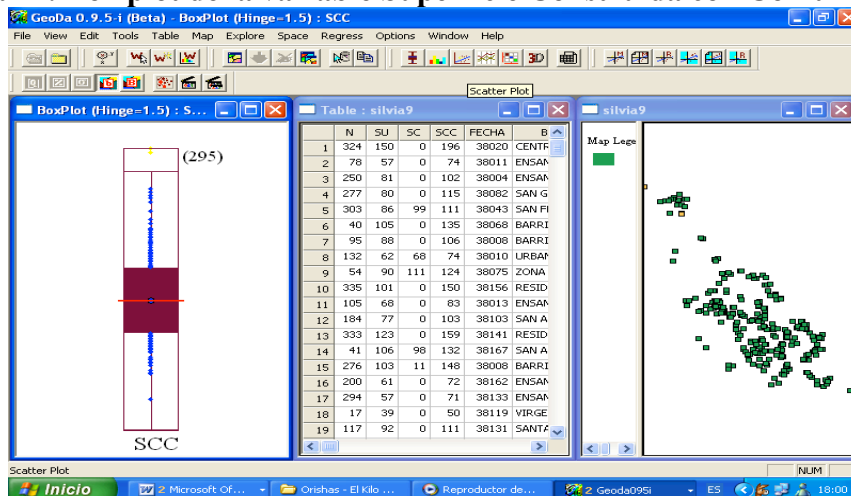 GeoDa 0.9.5-i (Beta) - BoxPlot (Hinge=1.5) : SCC
File View Edit Tools Table Map Explore Space Regress Options Window Help
3D
Scatter Plot
BoxPlot (Hinge=1.5) : S...
(295)
SCC
Table : silvia9
N SU SC SCC FECHA B
1 324 150 0 196 38020 CENTR
2 78 57 0 74 38011 ENSAN
3 250 81 0 102 38004 ENSAN
4 277 80 0 115 38082 SAN G
5 303 86 99 111 38043 SAN FI
6 40 105 0 135 38068 BARRI
7 95 88 0 106 38008 BARRI
8 132 62 68 74 38010 URBAN
9 54 90 111 124 38075 ZONA
10 335 101 0 150 38156 RESID
11 105 68 0 83 38013 ENSAN
12 184 77 0 103 38103 SAN A
13 333 123 0 159 38141 RESID
14 41 106 98 132 38167 SAN A
15 276 103 11 148 38008 BARRI
16 200 61 0 72 38162 ENSAN
17 294 57 0 71 38133 ENSAN
18 17 39 0 50 38119 VIRGE
19 117 92 0 111 38131 SANTA
silvia9
Map Lege
Scatter Plot
NUM
Inicio
2 Microsoft Of...
Orishas - El Kilo ...
Reproductor de...
2 Geoda095i
ES
18:00